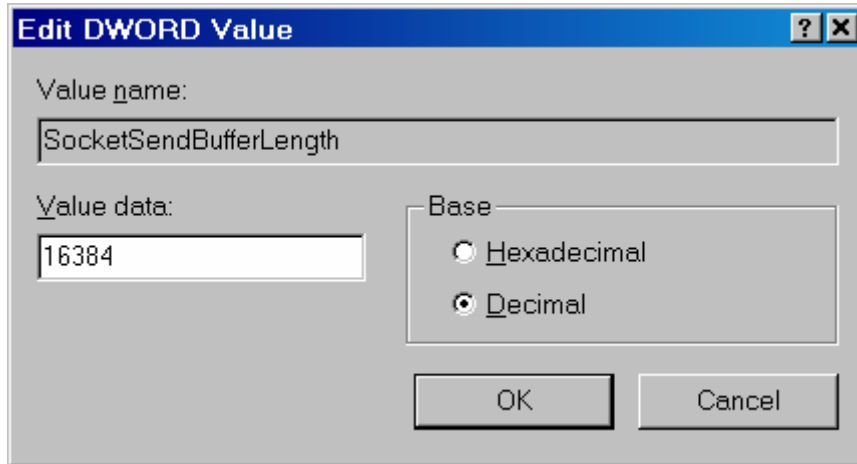 Edit DWORD Value
Value name:
SocketSendBufferLength
Value data:
16384
Base
Hexadecimal
Decimal
OK
Cancel